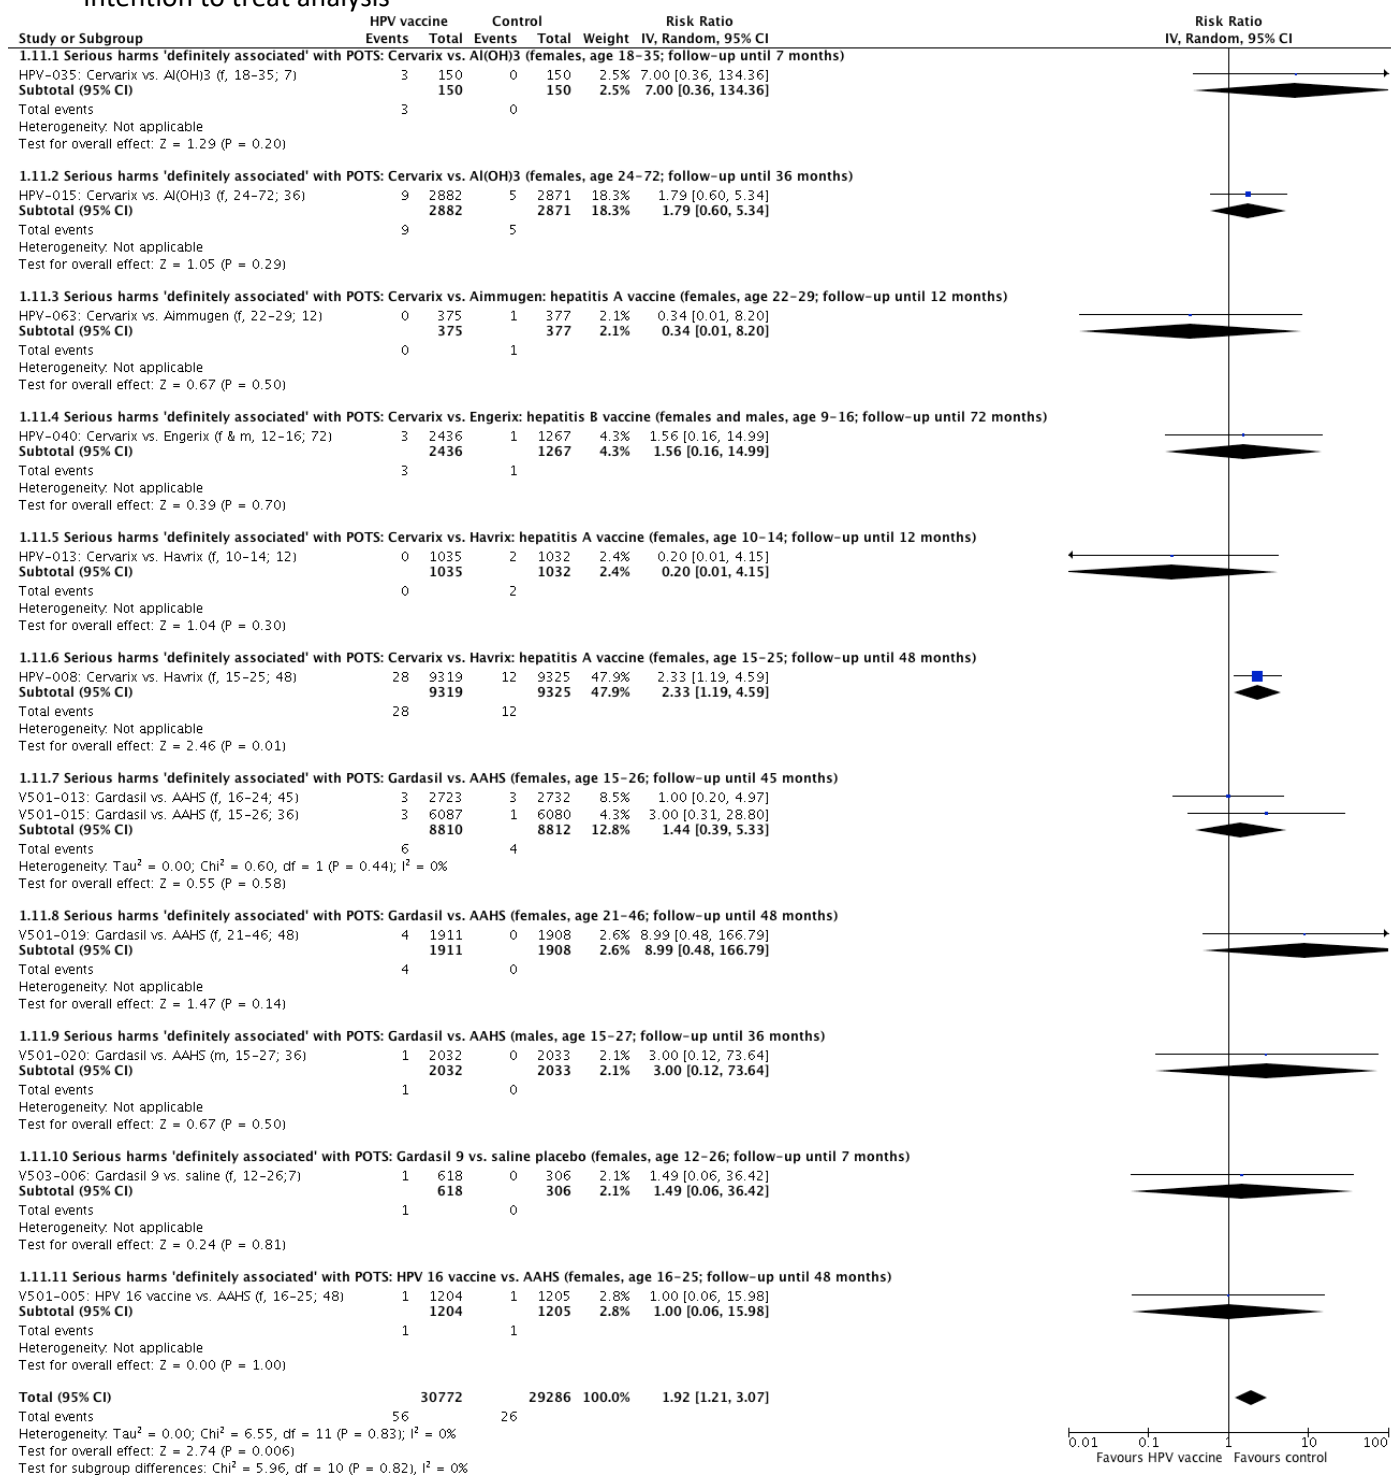 intention to treat analysis
HPV vaccine Control Risk Ratio Risk Ratio
Study or Subgroup Events Total Events Total Weight IV, Random, 95% CI IV, Random, 95% CI
1.11.1 Serious harms 'definitely associated' with POTS: Cervarix vs. Al(OH)3 (females, age 18-35; follow-up until 7 months)
HPV-035: Cervarix vs. Al(OH)3 (f, 18-35; 7) 3 150 0 150 2.5% 7.00 [0.36, 134.36]
Subtotal (95% CI) 150 150 2.5% 7.00 [0.36, 134.36]
Total events 3 0
Heterogeneity: Not applicable
Test for overall effect: Z = 1.29 (P = 0.20)
1.11.2 Serious harms 'definitely associated' with POTS: Cervarix vs. Al(OH)3 (females, age 24-72; follow-up until 36 months)
HPV-015: Cervarix vs. Al(OH)3 (f, 24-72; 36) 9 2882 5 2871 18.3% 1.79 [0.60, 5.34]
Subtotal (95% CI) 2882 2871 18.3% 1.79 [0.60, 5.34]
Total events 9 5
Heterogeneity: Not applicable
Test for overall effect: Z = 1.05 (P = 0.29)
1.11.3 Serious harms 'definitely associated' with POTS: Cervarix vs. Aimmugen: hepatitis A vaccine (females, age 22-29; follow-up until 12 months)
HPV-063: Cervarix vs. Aimmugen (f, 22-29; 12) 0 375 1 377 2.1% 0.34 [0.01, 8.20]
Subtotal (95% CI) 375 377 2.1% 0.34 [0.01, 8.20]
Total events 0 1
Heterogeneity: Not applicable
Test for overall effect: Z = 0.67 (P = 0.50)
1.11.4 Serious harms 'definitely associated' with POTS: Cervarix vs. Engerix: hepatitis B vaccine (females and males, age 9-16; follow-up until 72 months)
HPV-040: Cervarix vs. Engerix (f & m, 12-16; 72) 3 2436 1 1267 4.3% 1.56 [0.16, 14.99]
Subtotal (95% CI) 2436 1267 4.3% 1.56 [0.16, 14.99]
Total events 3 1
Heterogeneity: Not applicable
Test for overall effect: Z = 0.39 (P = 0.70)
1.11.5 Serious harms 'definitely associated' with POTS: Cervarix vs. Havrix: hepatitis A vaccine (females, age 10-14; follow-up until 12 months)
HPV-013: Cervarix vs. Havrix (f, 10-14; 12) 0 1035 2 1032 2.4% 0.20 [0.01, 4.15]
Subtotal (95% CI) 1035 1032 2.4% 0.20 [0.01, 4.15]
Total events 0 2
Heterogeneity: Not applicable
Test for overall effect: Z = 1.04 (P = 0.30)
1.11.6 Serious harms 'definitely associated' with POTS: Cervarix vs. Havrix: hepatitis A vaccine (females, age 15-25; follow-up until 48 months)
HPV-008: Cervarix vs. Havrix (f, 15-25; 48) 28 9319 12 9325 47.9% 2.33 [1.19, 4.59]
Subtotal (95% CI) 9319 9325 47.9% 2.33 [1.19, 4.59]
Total events 28 12
Heterogeneity: Not applicable
Test for overall effect: Z = 2.46 (P = 0.01)
1.11.7 Serious harms 'definitely associated' with POTS: Gardasil vs. AAHS (females, age 15-26; follow-up until 45 months)
V501-013: Gardasil vs. AAHS (f, 16-24; 45) 3 2723 3 2732 8.5% 1.00 [0.20, 4.97]
V501-015: Gardasil vs. AAHS (f, 15-26; 36) 3 6087 1 6080 4.3% 3.00 [0.31, 28.80]
Subtotal (95% CI) 8810 8812 12.8% 1.44 [0.39, 5.33]
Total events 6 4
Heterogeneity: Tau² = 0.00; Chi² = 0.60, df = 1 (P = 0.44); I² = 0%
Test for overall effect: Z = 0.55 (P = 0.58)
1.11.8 Serious harms 'definitely associated' with POTS: Gardasil vs. AAHS (females, age 21-46; follow-up until 48 months)
V501-019: Gardasil vs. AAHS (f, 21-46; 48) 4 1911 0 1908 2.6% 8.99 [0.48, 166.79]
Subtotal (95% CI) 1911 1908 2.6% 8.99 [0.48, 166.79]
Total events 4 0
Heterogeneity: Not applicable
Test for overall effect: Z = 1.47 (P = 0.14)
1.11.9 Serious harms 'definitely associated' with POTS: Gardasil vs. AAHS (males, age 15-27; follow-up until 36 months)
V501-020: Gardasil vs. AAHS (m, 15-27; 36) 1 2032 0 2033 2.1% 3.00 [0.12, 73.64]
Subtotal (95% CI) 2032 2033 2.1% 3.00 [0.12, 73.64]
Total events 1 0
Heterogeneity: Not applicable
Test for overall effect: Z = 0.67 (P = 0.50)
1.11.10 Serious harms 'definitely associated' with POTS: Gardasil 9 vs. saline placebo (females, age 12-26; follow-up until 7 months)
V503-006: Gardasil 9 vs. saline (f, 12-26;7) 1 618 0 306 2.1% 1.49 [0.06, 36.42]
Subtotal (95% CI) 618 306 2.1% 1.49 [0.06, 36.42]
Total events 1 0
Heterogeneity: Not applicable
Test for overall effect: Z = 0.24 (P = 0.81)
1.11.11 Serious harms 'definitely associated' with POTS: HPV 16 vaccine vs. AAHS (females, age 16-25; follow-up until 48 months)
V501-005: HPV 16 vaccine vs. AAHS (f, 16-25; 48) 1 1204 1 1205 2.8% 1.00 [0.06, 15.98]
Subtotal (95% CI) 1204 1205 2.8% 1.00 [0.06, 15.98]
Total events 1 1
Heterogeneity: Not applicable
Test for overall effect: Z = 0.00 (P = 1.00)
Total (95% CI) 30772 29286 100.0% 1.92 [1.21, 3.07]
Total events 56 26
Heterogeneity: Tau² = 0.00; Chi² = 6.55, df = 11 (P = 0.83); I² = 0%
Test for overall effect: Z = 2.74 (P = 0.006)
Test for subgroup differences: Chi² = 5.96, df = 10 (P = 0.82), I² = 0%
0.01 0.1 1 10 100
Favours HPV vaccine Favours control